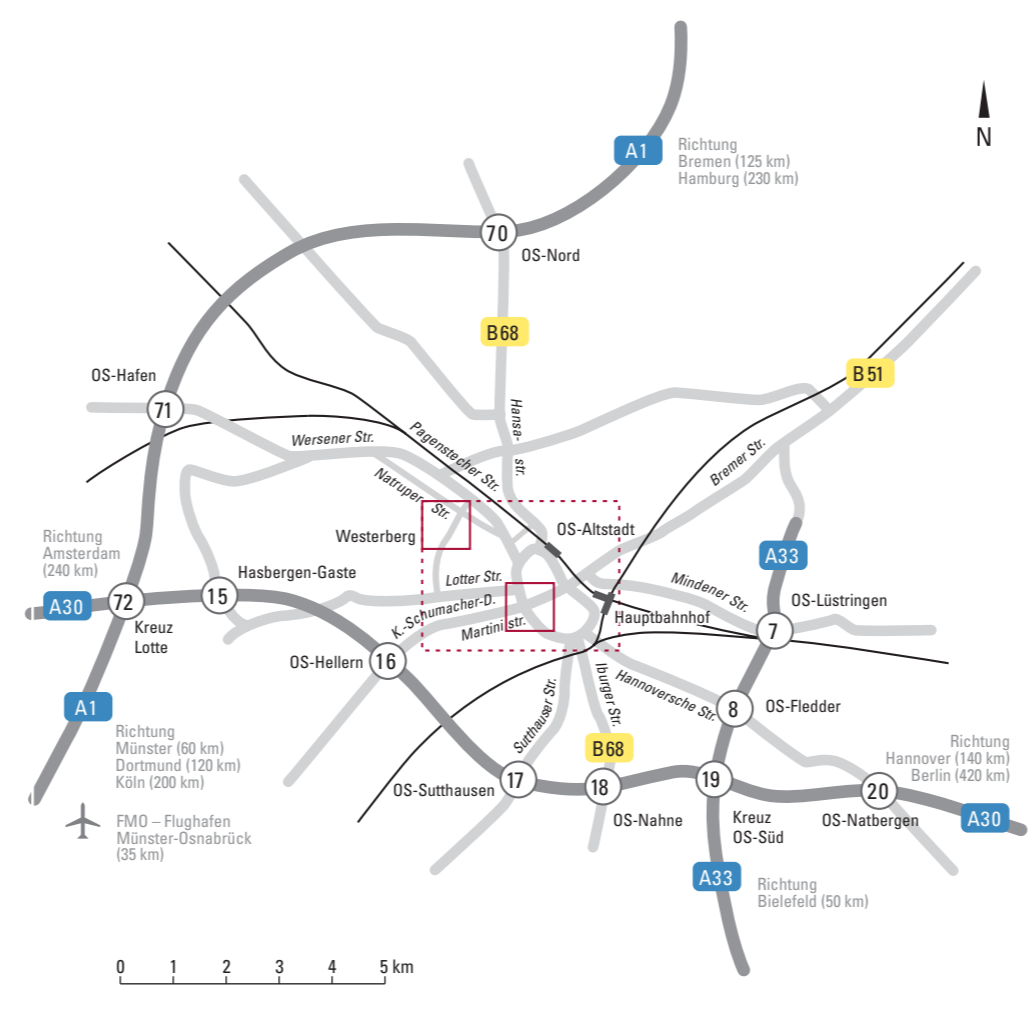 A1
Richtung
Bremen (125 km)
Hamburg (230 km)
N
70
OS-Nord
B68
OS-Hafen
71
B51
Hansa-
str.
Wersener Str.
Pagenstecher Str.
Bremer Str.
Natruper Str.
Westerberg
OS-Altstadt
Richtung
Amsterdam
(240 km)
A33
A30
72
Kreuz
Lotte
15
Hasbergen-Gaste
Lotter Str.
K.-Schumacher-D.
Martinistr.
Mindener Str.
OS-Lüstringen
7
Hauptbahnhof
OS-Hellern
16
Sutthauser Str.
Iburger Str.
Hannoversche Str.
8
OS-Fledder
A1
Richtung
Münster (60 km)
Dortmund (120 km)
Köln (200 km)
B68
Richtung
Hannover (140 km)
Berlin (420 km)
OS-Sutthausen
17
18
OS-Nahne
19
Kreuz
OS-Süd
20
OS-Natbergen
A30
FMO – Flughafen
Münster-Osnabrück
(35 km)
A33
Richtung
Bielefeld (50 km)
0 1 2 3 4 5 km